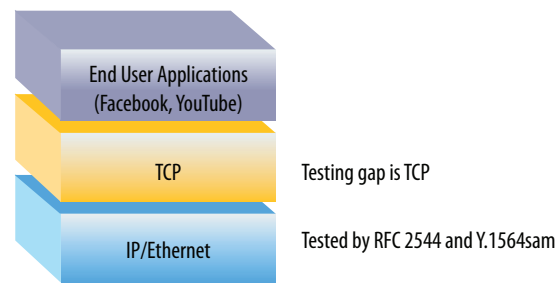 End User Applications
(Facebook, YouTube)
TCP
Testing gap is TCP
IP/Ethernet
Tested by RFC 2544 and Y.1564sam